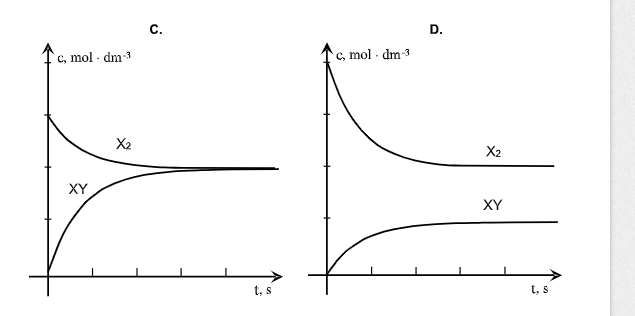 C.
c, mol · dm⁻³
X₂
XY
t, s
D.
c, mol · dm⁻³
X₂
XY
t, s